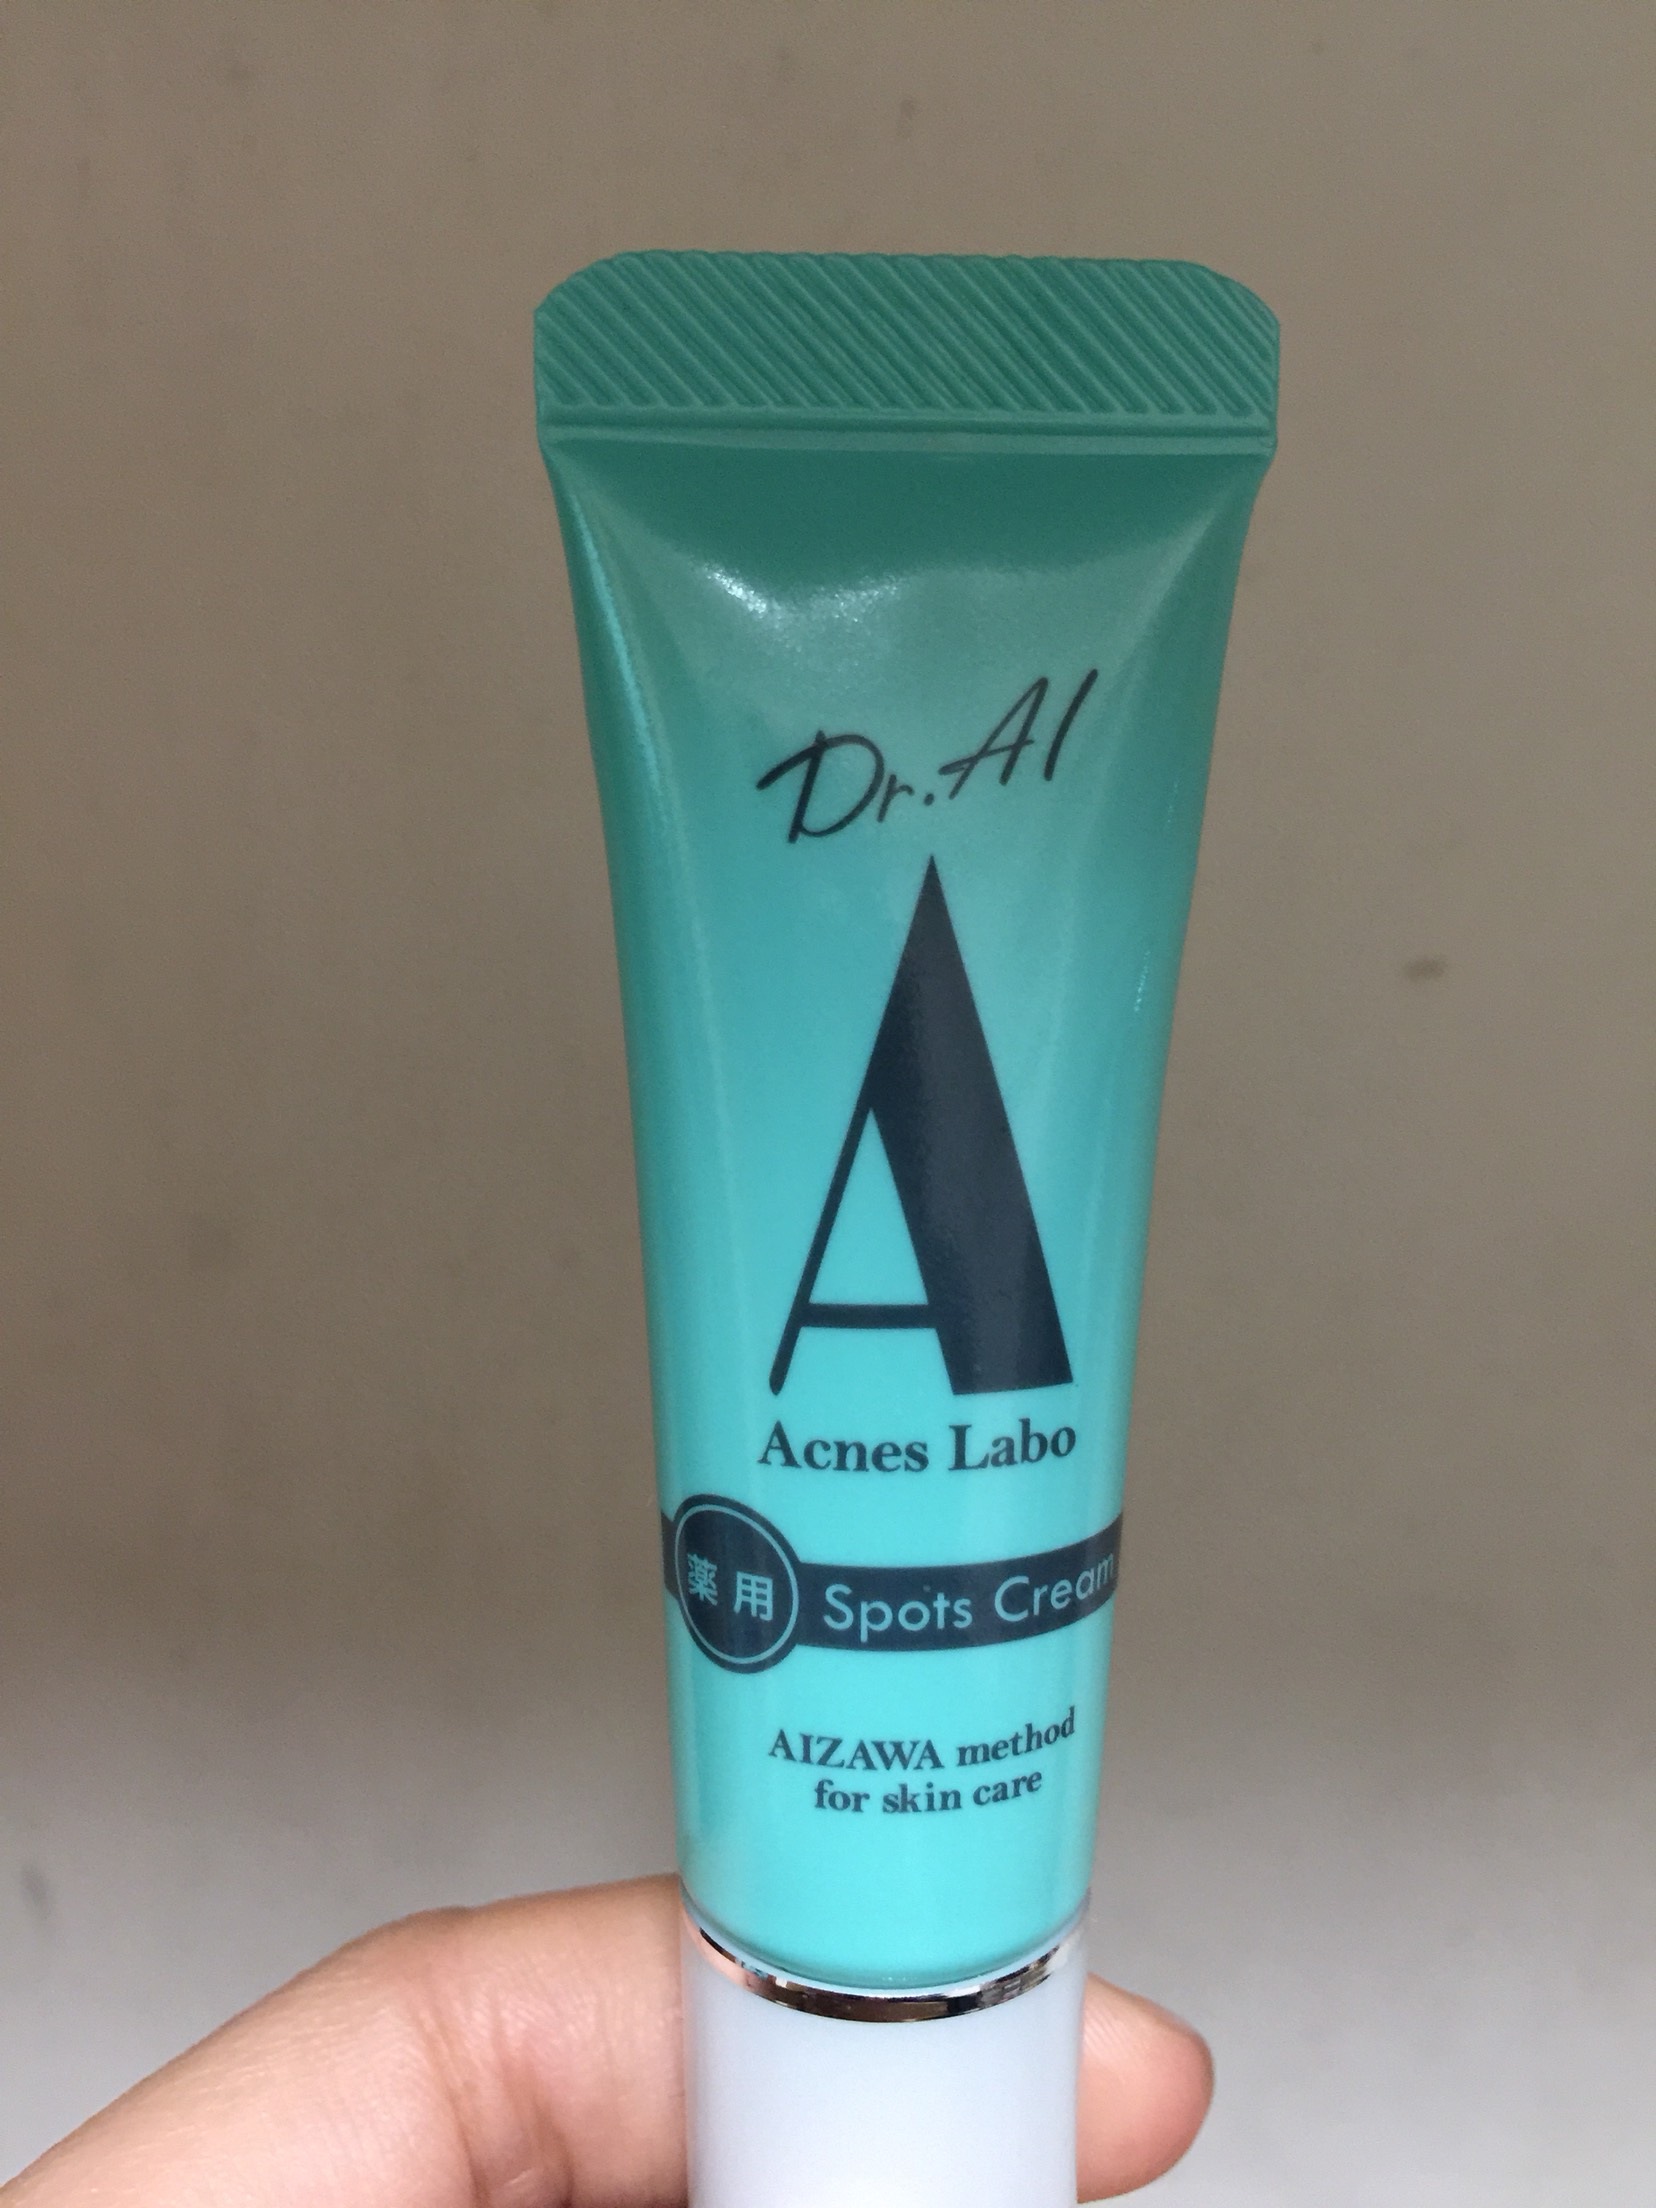 Dr.AI
A
Acnes Labo
薬用 Spots Cream
AIZAWA method
for skin care